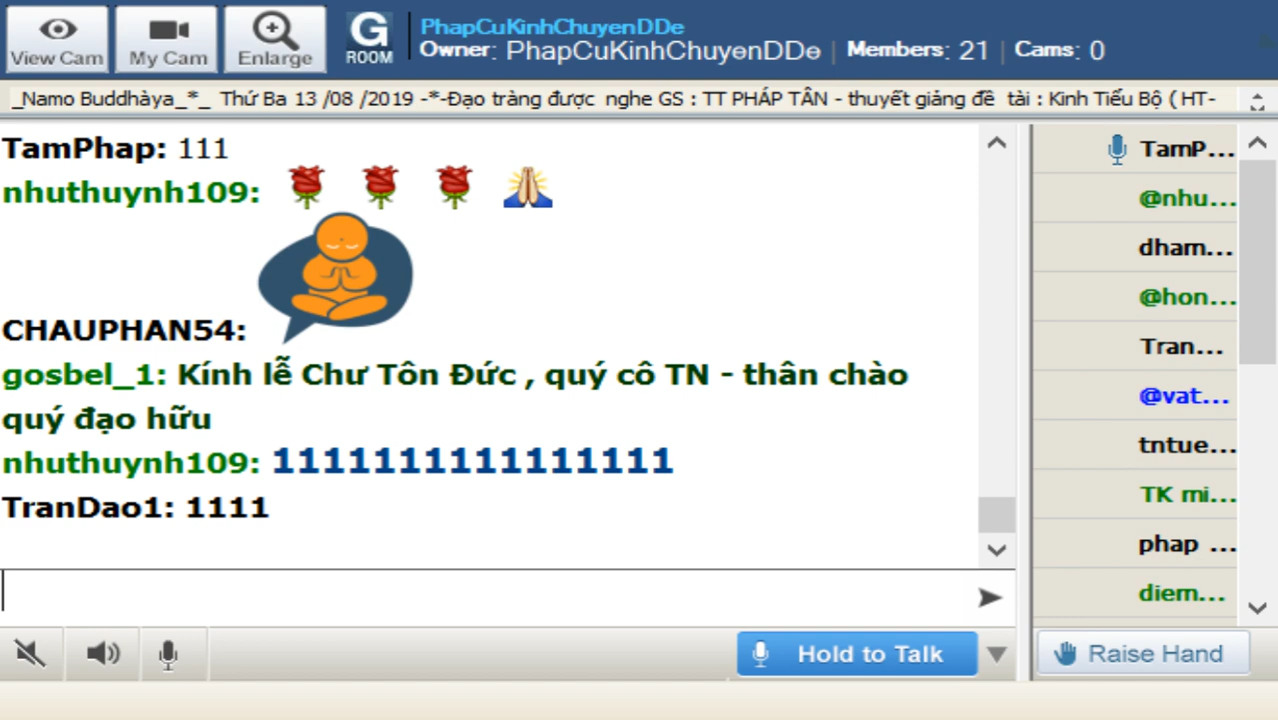 PhapCuKinhChuyenDDe
View Cam My Cam Enlarge G ROOM Owner: PhapCuKinhChuyenDDe | Members: 21 | Cams: 0
_Namo Buddhàya_*_ Thứ Ba 13 /08 /2019 -*-Đạo tràng được nghe GS : TT PHÁP TÂN - thuyết giảng đề tài : Kinh Tiểu Bộ ( HT-
TamPhap: 111
nhuthuynh109:
CHAUPHAN54:
gosbel_1: Kính lễ Chư Tôn Đức , quý cô TN - thân chào
quý đạo hữu
nhuthuynh109: 1111111111111111
TranDao1: 1111
TamP...
@nhu...
dham...
@hon...
Tran...
@vat...
tntue...
TK mi...
phap ...
diem...
Hold to Talk
Raise Hand